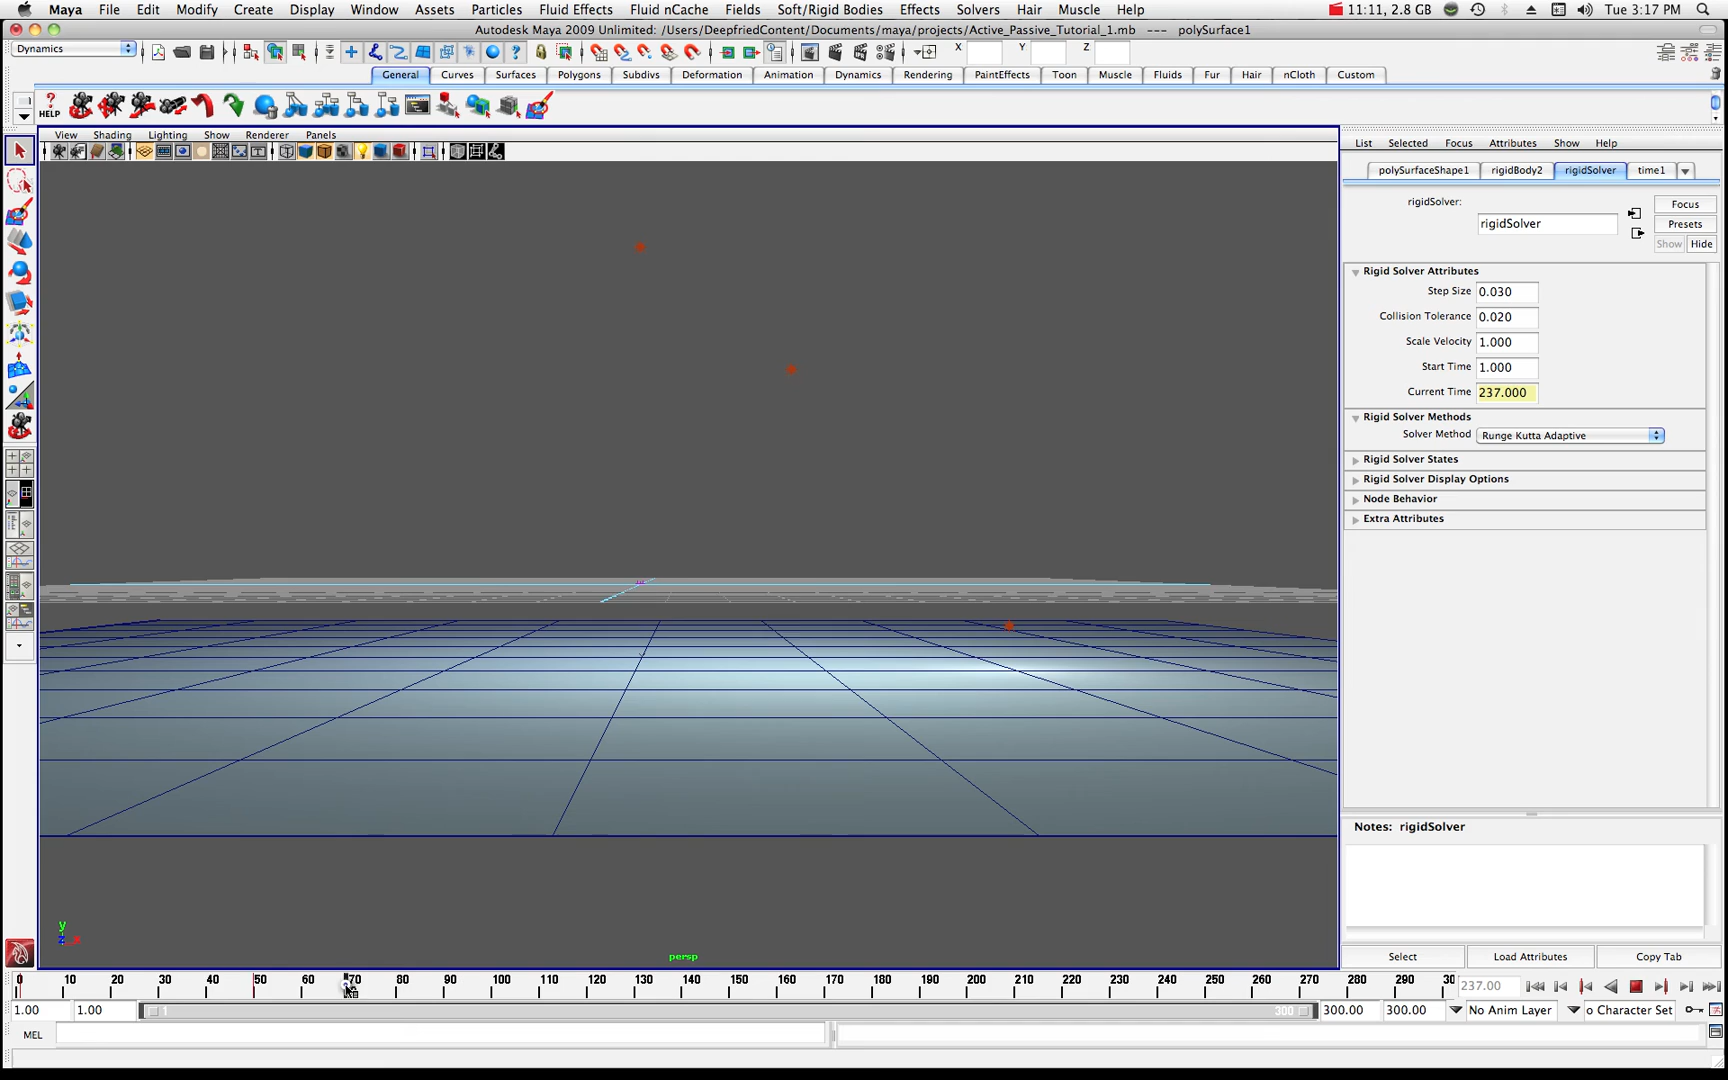 Maya File Edit Modify Create Display Window Assets Particles Fluid Effects Fluid nCache Fields Soft/Rigid Bodies Effects Solvers Hair Muscle Help 11:11, 2.8 GB Tue 3:17 PM
Autodesk Maya 2009 Unlimited: /Users/DeepfriedContent/Documents/maya/projects/Active_Passive_Tutorial_1.mb --- polySurface1
Dynamics X Y Z
General Curves Surfaces Polygons Subdivs Deformation Animation Dynamics Rendering PaintEffects Toon Muscle Fluids Fur Hair nCloth Custom
HELP
View Shading Lighting Show Renderer Panels
List Selected Focus Attributes Show Help
polySurfaceShape1 rigidBody2 rigidSolver time1
rigidSolver: rigidSolver
Focus
Presets
Show Hide
Rigid Solver Attributes
Step Size 0.030
Collision Tolerance 0.020
Scale Velocity 1.000
Start Time 1.000
Current Time 237.000
Rigid Solver Methods
Solver Method Runge Kutta Adaptive
Rigid Solver States
Rigid Solver Display Options
Node Behavior
Extra Attributes
Notes: rigidSolver
y
z x
persp
Select Load Attributes Copy Tab
0 10 20 30 40 50 60 70 80 90 100 110 120 130 140 150 160 170 180 190 200 210 220 230 240 250 260 270 280 290 30 237.00
1.00 1.00 1 300 300.00 300.00 No Anim Layer o Character Set
MEL